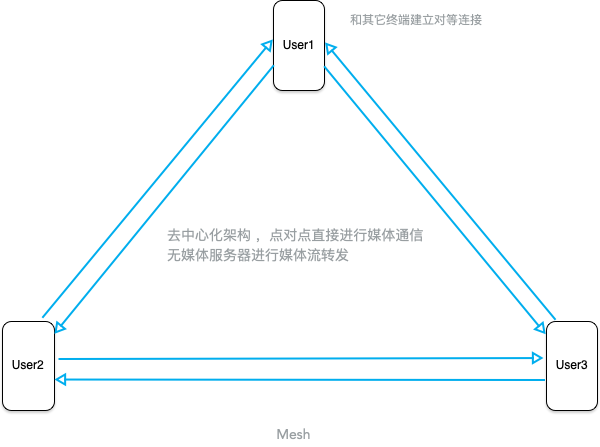 User1
和其它终端建立对等连接
去中心化架构 ，点对点直接进行媒体通信
无媒体服务器进行媒体流转发
User2
User3
Mesh